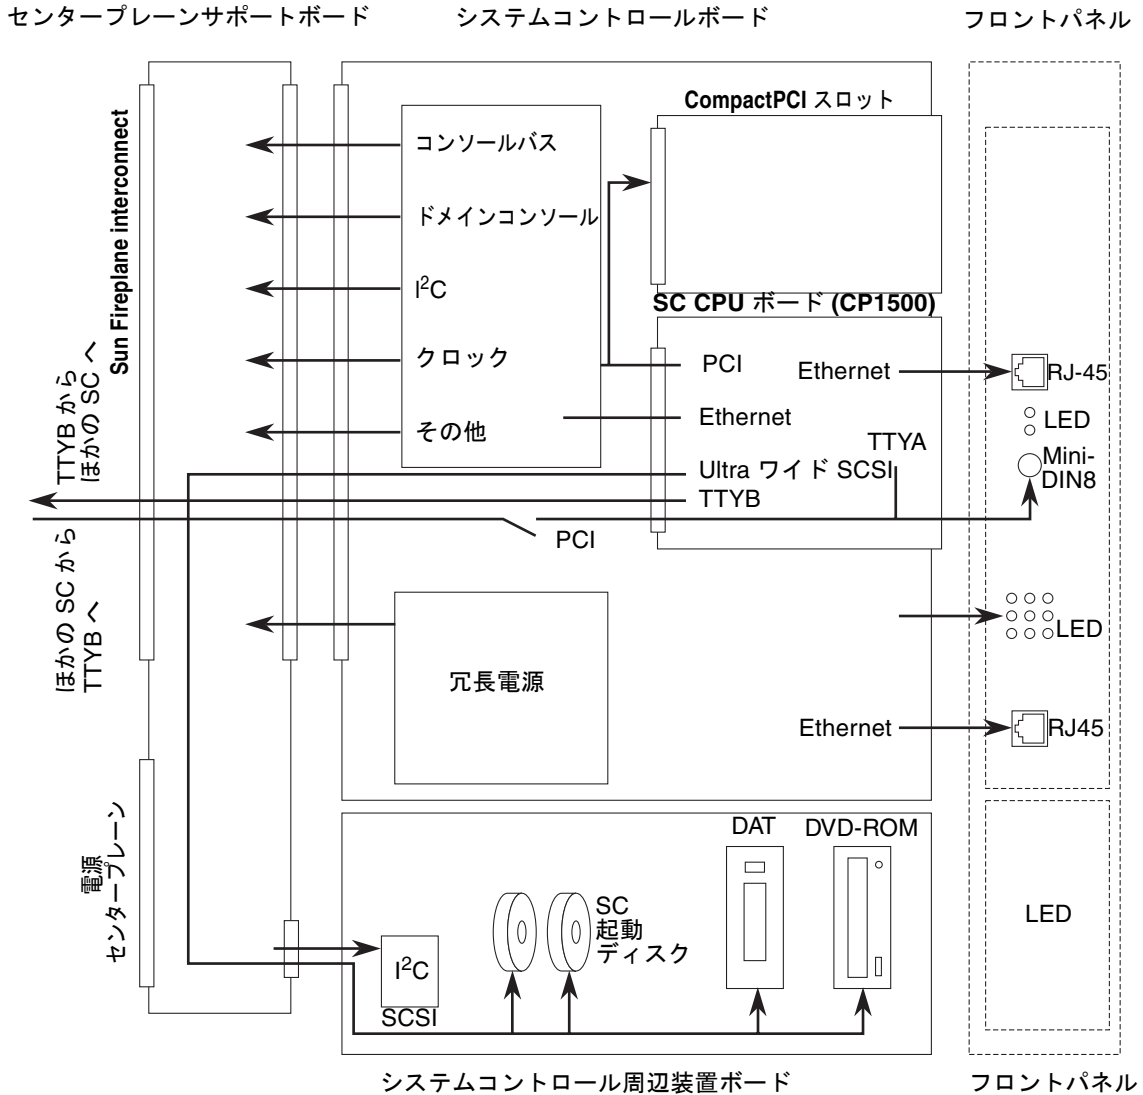 センタープレーンサポートボード
システムコントロールボード
フロントパネル
CompactPCI スロット
コンソールバス
ドメインコンソール
I²C
クロック
その他
Sun Fireplane interconnect
SC CPU ボード (CP1500)
PCI
Ethernet
RJ-45
Ethernet
LED
TTYA
Mini-
DIN8
Ultra ワイド SCSI
TTYB
PCI
TTYB から
ほかの SC へ
ほかの SC から
TTYB へ
LED
冗長電源
Ethernet
RJ45
電源
センタープレーン
DAT
DVD-ROM
SC
起動
ディスク
LED
I²C
SCSI
システムコントロール周辺装置ボード
フロントパネル